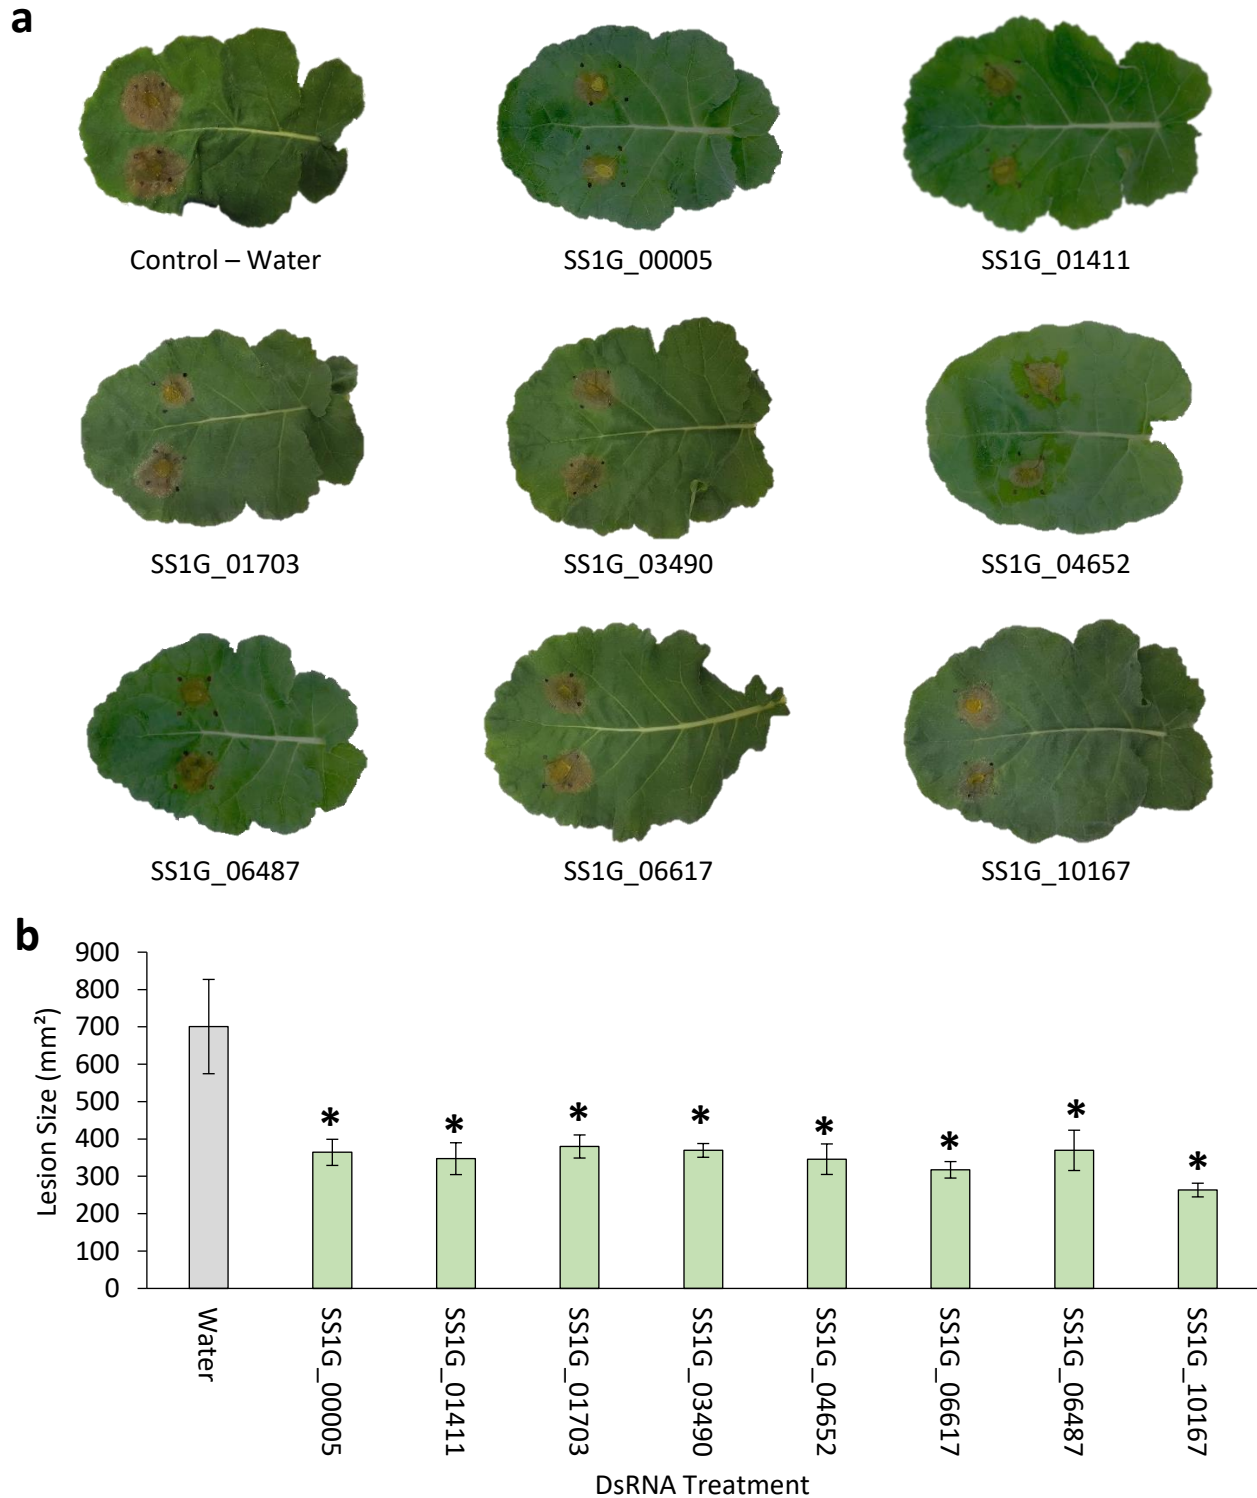 a
Control – Water
SS1G_00005
SS1G_01411
SS1G_01703
SS1G_03490
SS1G_04652
SS1G_06487
SS1G_06617
SS1G_10167
b
900
800
700
600
500
400
300
200
100
0
Lesion Size (mm²)
*
*
*
*
*
*
*
*
Water
SS1G_00005
SS1G_01411
SS1G_01703
SS1G_03490
SS1G_04652
SS1G_06617
SS1G_06487
SS1G_10167
DsRNA Treatment